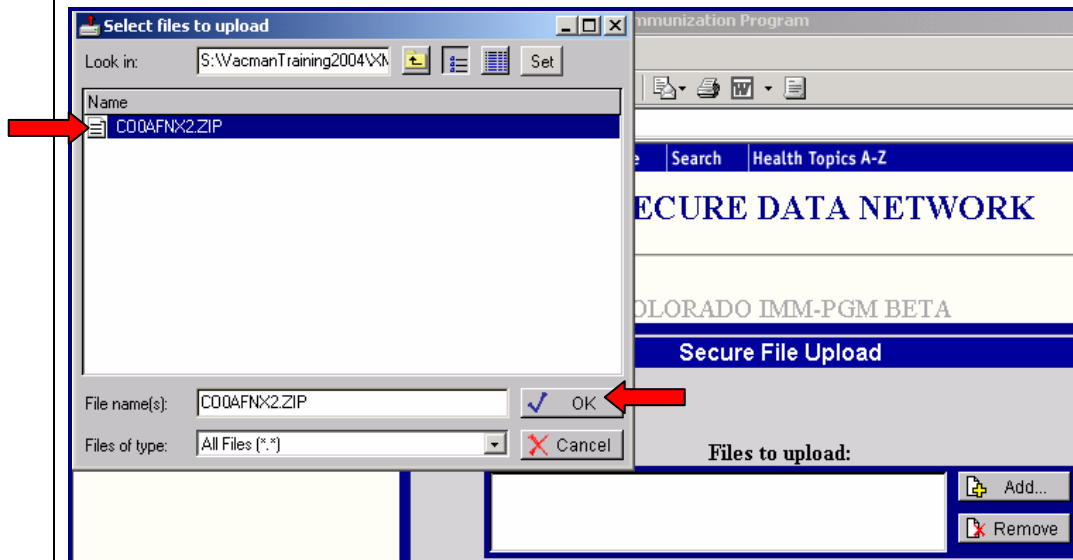 Select files to upload
mmunization Program
Look in: S:\VacmanTraining2004\XM Set
Name
CO0AFNX2.ZIP
Search Health Topics A-Z
ECURE DATA NETWORK
OLORADO IMM-PGM BETA
Secure File Upload
File name(s): CO0AFNX2.ZIP OK
Files of type: All Files (*.*) Cancel
Files to upload:
Add...
Remove